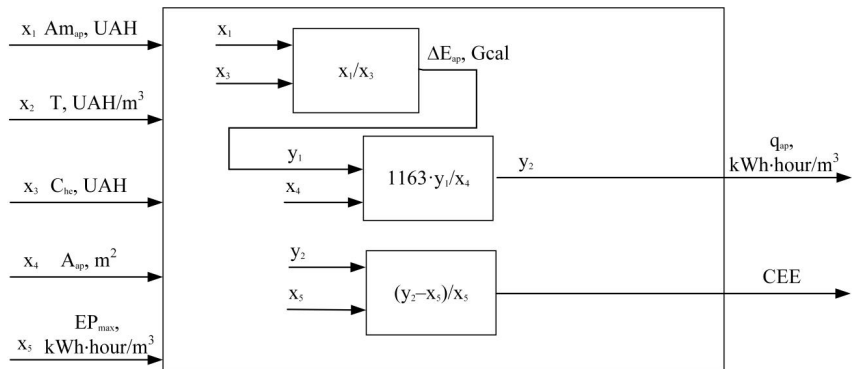 x₁ Amₐₚ, UAH
x₂ T, UAH/m³
x₃ Cₕₑ, UAH
x₄ Aₐₚ, m²
EPₘₐₓ,
x₅ kWh·hour/m³
x₁
x₃
x₁/x₃
ΔEₐₚ, Gcal
y₁
x₄
1163·y₁/x₄
y₂
qₐₚ,
kWh·hour/m³
y₂
x₅
(y₂–x₅)/x₅
CEE